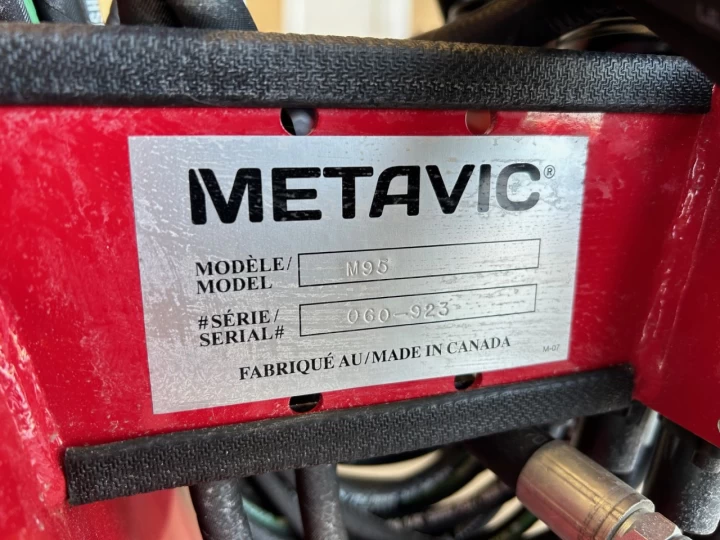 METAVIC®
MODÈLE/
MODEL M95
#SÉRIE/
SERIAL# 060-923
FABRIQUÉ AU/MADE IN CANADA
M-07